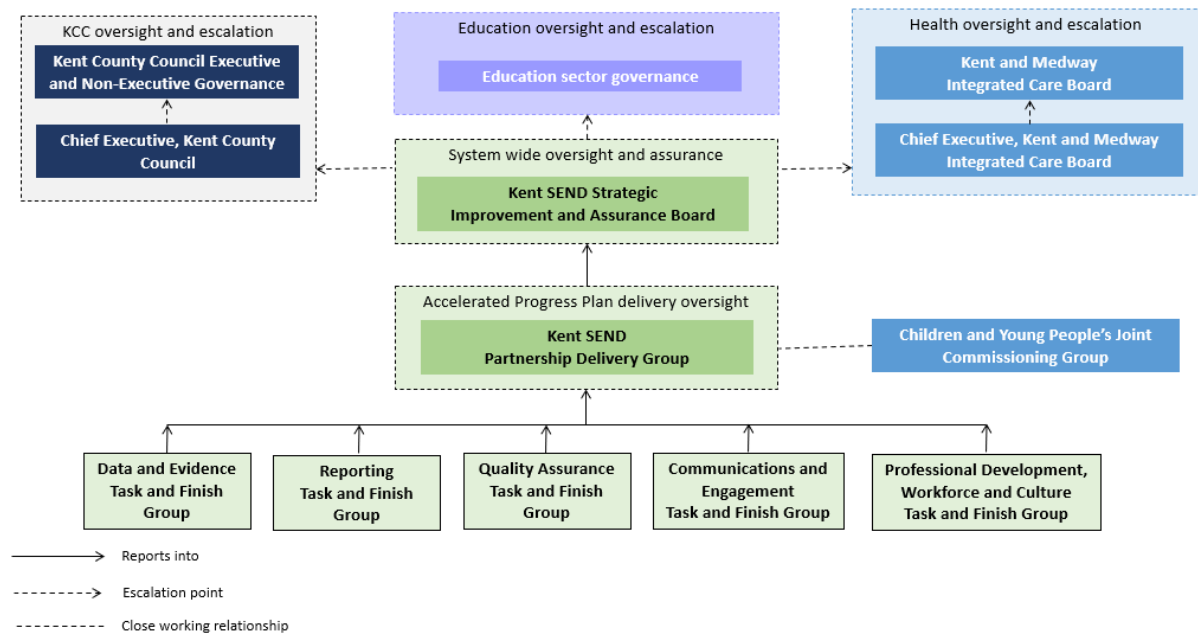 KCC oversight and escalation
Kent County Council Executive
and Non-Executive Governance
Chief Executive, Kent County
Council
Education oversight and escalation
Education sector governance
Health oversight and escalation
Kent and Medway
Integrated Care Board
Chief Executive, Kent and Medway
Integrated Care Board
System wide oversight and assurance
Kent SEND Strategic
Improvement and Assurance Board
Accelerated Progress Plan delivery oversight
Kent SEND
Partnership Delivery Group
Children and Young People’s Joint
Commissioning Group
Data and Evidence
Task and Finish
Group
Reporting
Task and Finish
Group
Quality Assurance
Task and Finish
Group
Communications and
Engagement
Task and Finish Group
Professional Development,
Workforce and Culture
Task and Finish Group
Reports into
Escalation point
Close working relationship